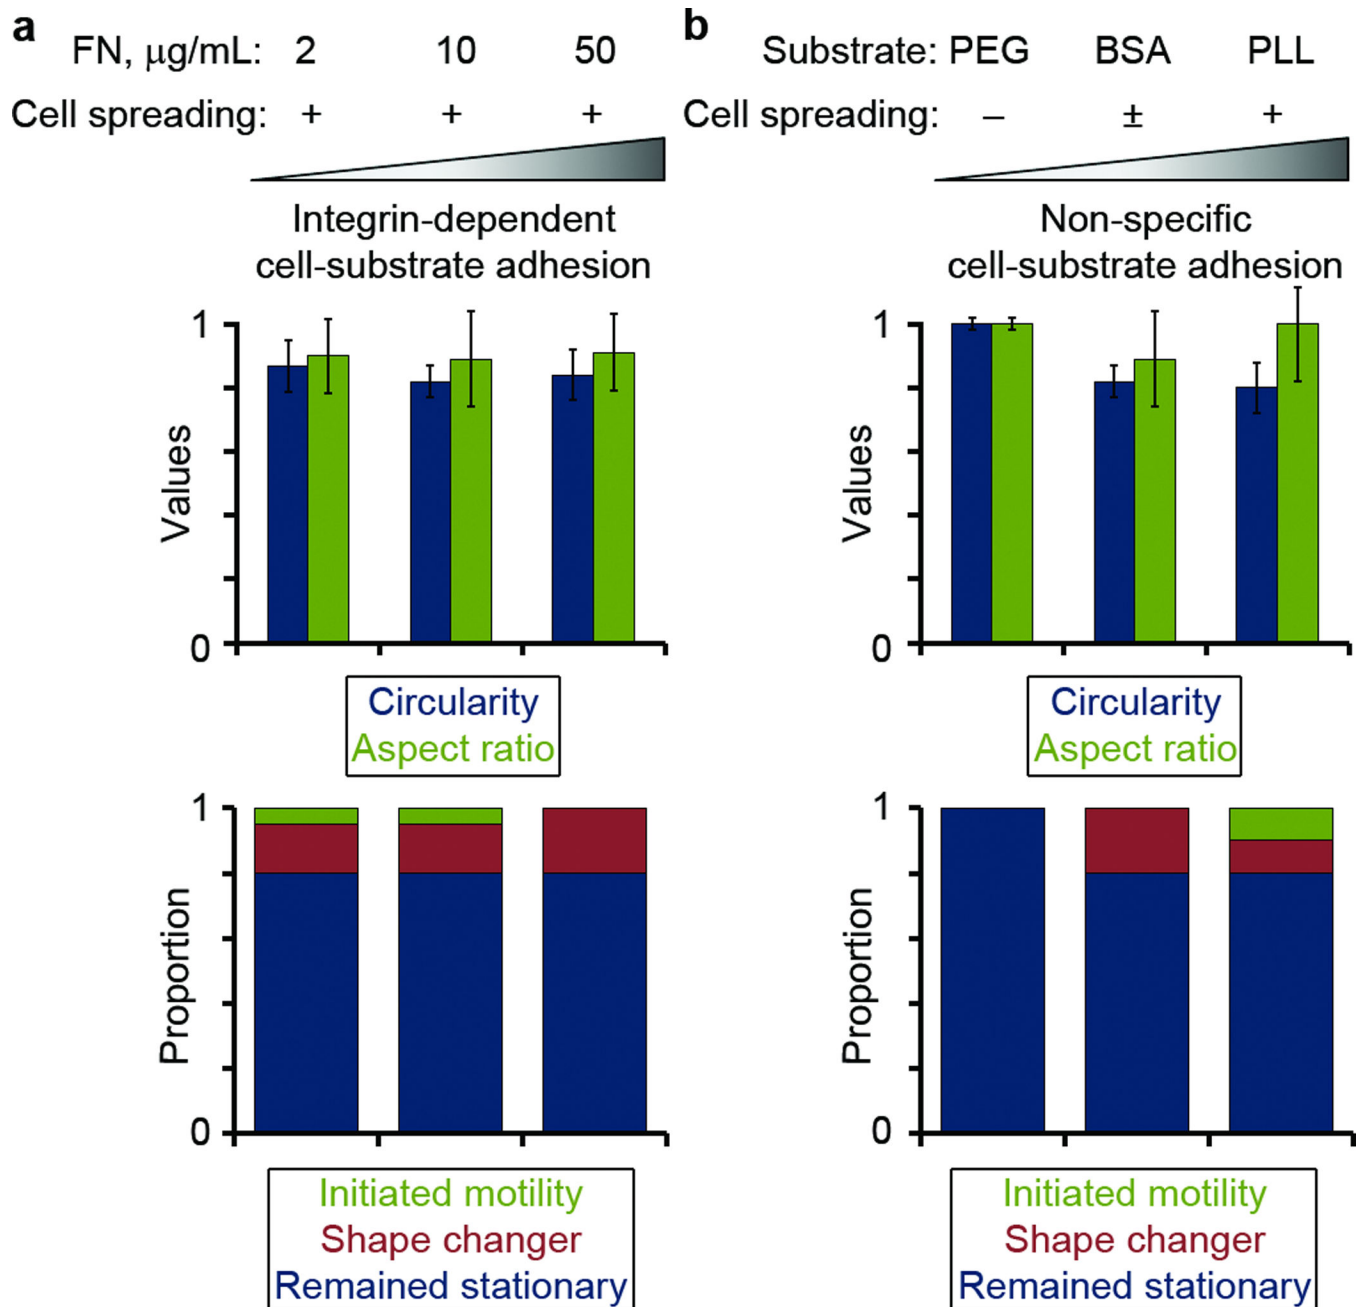 a
FN, μg/mL: 2 10 50
Cell spreading: + + +
Integrin-dependent
cell-substrate adhesion
1
Values
0
Circularity
Aspect ratio
1
Proportion
0
Initiated motility
Shape changer
Remained stationary
b
Substrate: PEG BSA PLL
Cell spreading: – ± +
Non-specific
cell-substrate adhesion
1
Values
0
Circularity
Aspect ratio
1
Proportion
0
Initiated motility
Shape changer
Remained stationary